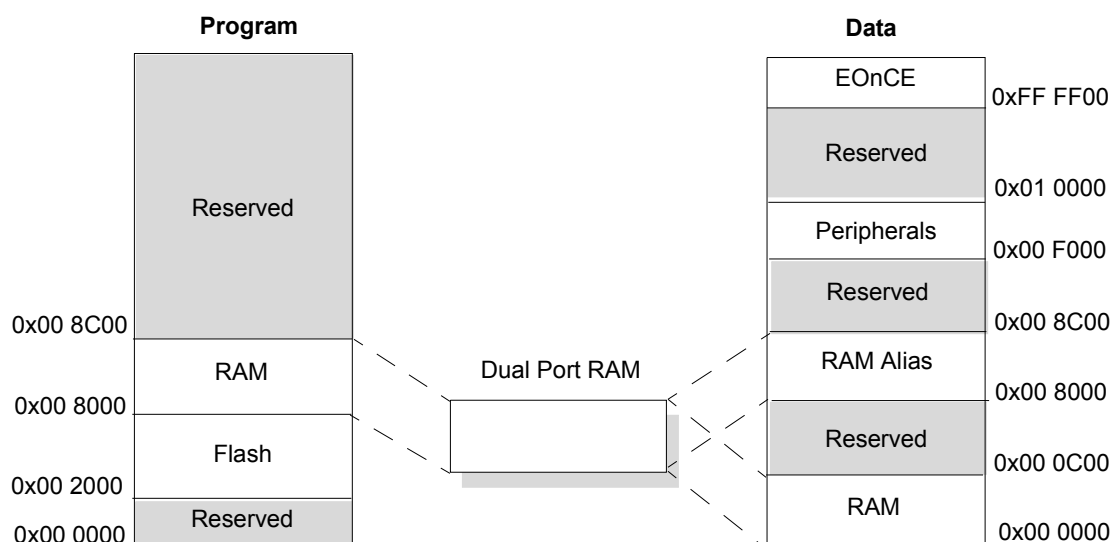 Program
Reserved
0x00 8C00
RAM
0x00 8000
Flash
0x00 2000
Reserved
0x00 0000
Dual Port RAM
Data
EOnCE
0xFF FF00
Reserved
0x01 0000
Peripherals
0x00 F000
Reserved
0x00 8C00
RAM Alias
0x00 8000
Reserved
0x00 0C00
RAM
0x00 0000